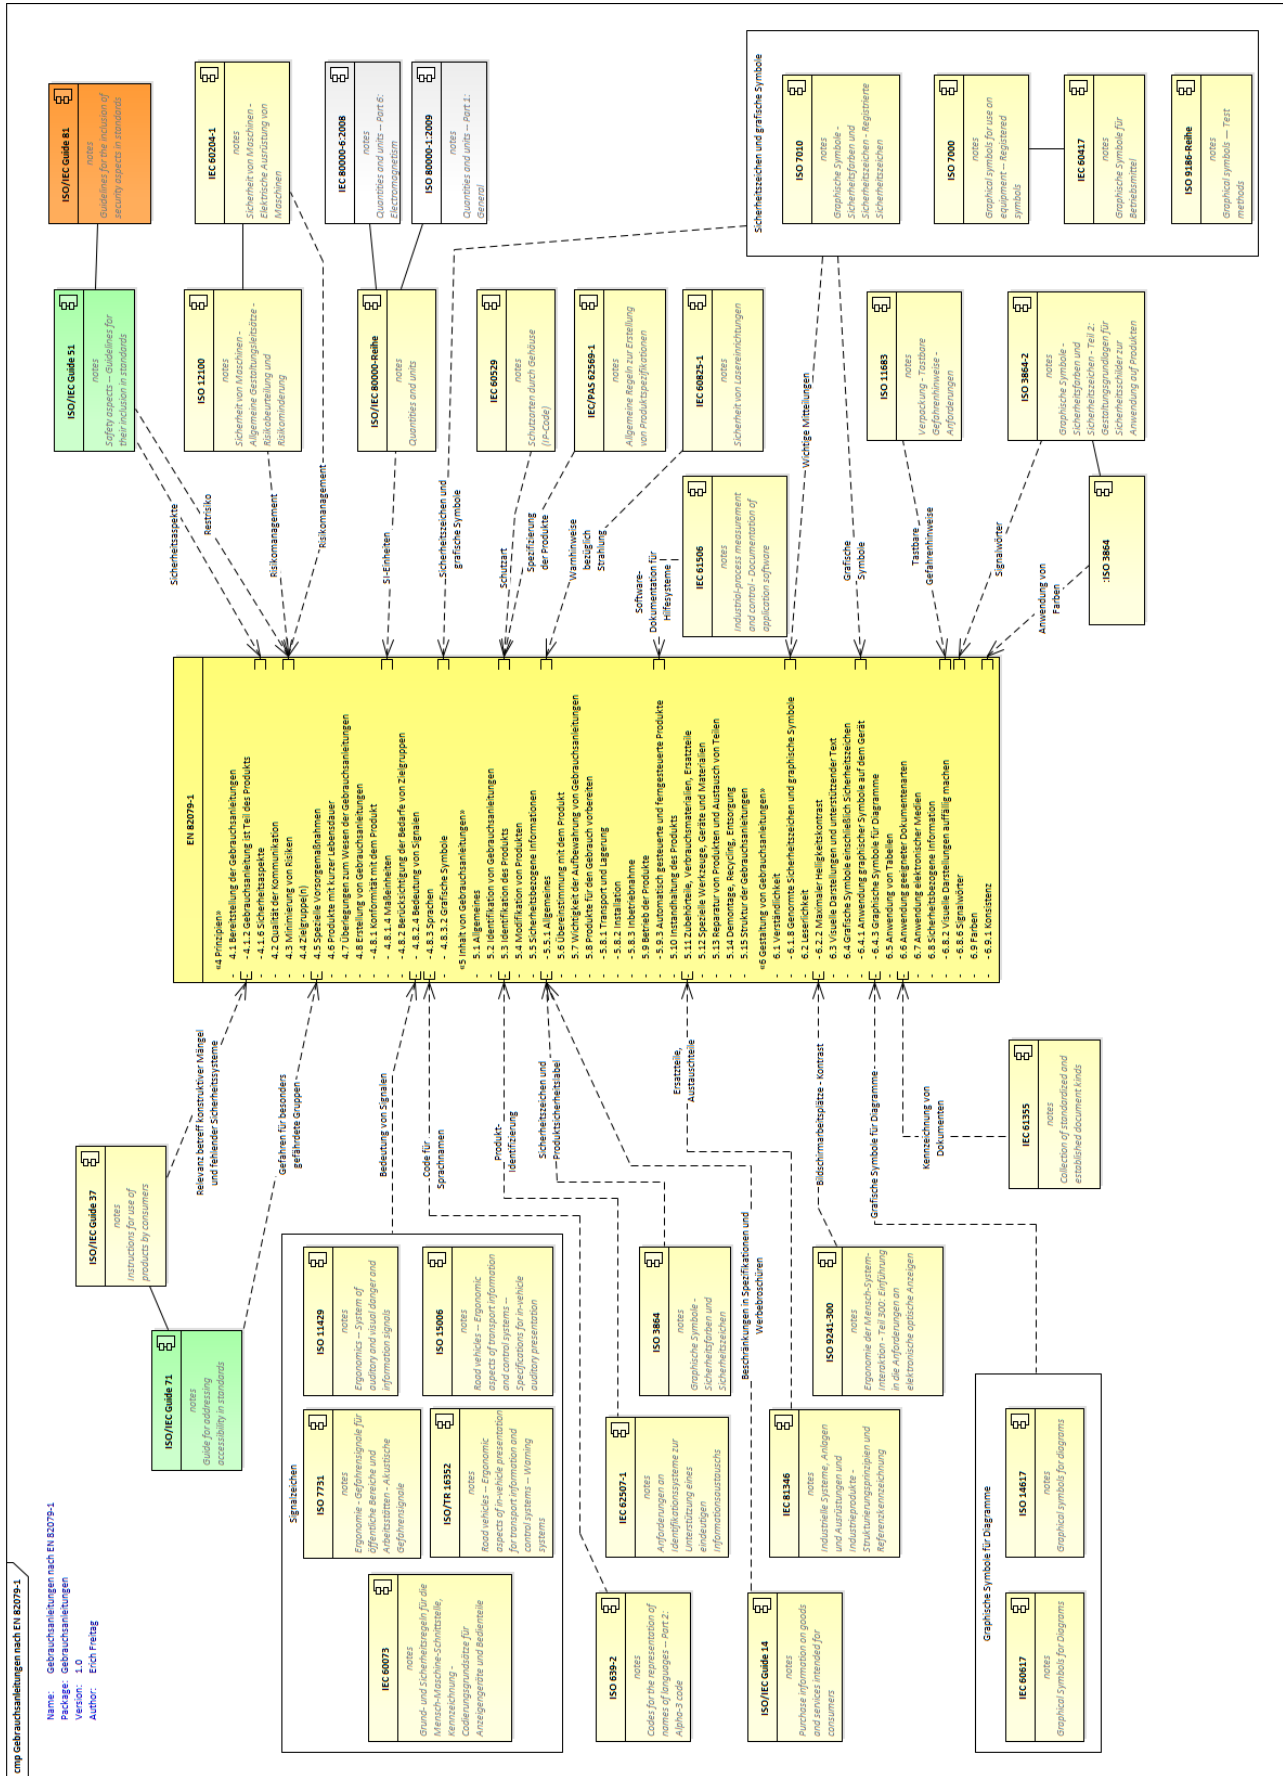 cmp Gebrauchsanleitungen nach EN 82079-1
Name: Gebrauchsanleitungen nach EN 82079-1
Package: Gebrauchsanleitungen
Version: 1.0
Author: Erich Freitag
ISO/IEC Guide 37
notes
Instructions for use of
products by consumers
ISO/IEC Guide 71
notes
Guide for addressing
accessibility in standards
Signalzeichen
ISO 11429
notes
Ergonomics -- System of
auditory and visual danger and
information signals
ISO 15006
notes
Road vehicles -- Ergonomic
aspects of transport information
and control systems --
Specifications for in-vehicle
auditory presentation
ISO 7731
notes
Ergonomie - Gefahrensignale für
öffentliche Bereiche und
Arbeitsstätten - Akustische
Gefahrensignale
ISO/TR 16352
notes
Road vehicles -- Ergonomic
aspects of in-vehicle presentation
for transport information and
control systems -- Warning
systems
IEC 60073
notes
Grund- und Sicherheitsregeln für die
Mensch-Maschine-Schnittstelle,
Kennzeichnung -
Codierungsgrundsätze für
Anzeigengeräte und Bedienteile
ISO 639-2
notes
Codes for the representation of
names of languages -- Part 2:
Alpha-3 code
IEC 62507-1
notes
Anforderungen an
Identifikationssysteme zur
Unterstützung eines
eindeutigen
Informationsaustauschs
ISO 3864
notes
Graphische Symbole -
Sicherheitsfarben und
Sicherheitszeichen
ISO/IEC Guide 14
notes
Purchase information on goods
and services intended for
consumers
IEC 81346
notes
Industrielle Systeme, Anlagen
und Ausrüstungen und
Industrieprodukte -
Strukturierungsprinzipien und
Referenzkennzeichnung
ISO 9241-300
notes
Ergonomie der Mensch-System-
Interaktion - Teil 300: Einführung
in die Anforderungen an
elektronische optische Anzeigen
Graphische Symbole für Diagramme
IEC 60617
notes
Graphical Symbols for Diagrams
ISO 14617
notes
Graphical symbols for diagrams
IEC 61355
notes
Collection of standardized and
established document kinds
Relevanz betreff konstruktiver Mängel
und fehlender Sicherheitssysteme
Gefahren für besonders
gefährdete Gruppen
Bedeutung von Signalen
Code für
Sprachnamen
Produkt-
Identifizierung
Sicherheitszeichen und
Produktsicherheitslabel
Beschränkungen in Spezifikationen und
Werbebroschüren
Ersatzteile,
Austauschteile
Bildschirmarbeitsplätze - Kontrast
Grafische Symbole für Diagramme
Kennzeichnung von
Dokumenten
EN 82079-1
«4 Prinzipien»
- 4.1 Bereitstellung der Gebrauchsanleitungen
- 4.1.2 Gebrauchsanleitung ist Teil des Produkts
- 4.1.6 Sicherheitsaspekte
- 4.2 Qualität der Kommunikation
- 4.3 Minimierung von Risiken
- 4.4 Zielgruppe(n)
- 4.5 Spezielle Vorsorgemaßnahmen
- 4.6 Produkte mit kurzer Lebensdauer
- 4.7 Überlegungen zum Wesen der Gebrauchsanleitungen
- 4.8 Erstellung von Gebrauchsanleitungen
- 4.8.1 Konformität mit dem Produkt
- 4.8.1.4 Maßeinheiten
- 4.8.2 Berücksichtigung der Bedarfe von Zielgruppen
- 4.8.2.4 Bedeutung von Signalen
- 4.8.3 Sprachen
- 4.8.3.2 Grafische Symbole
«5 Inhalt von Gebrauchsanleitungen»
- 5.1 Allgemeines
- 5.2 Identifikation von Gebrauchsanleitungen
- 5.3 Identifikation des Produkts
- 5.4 Modifikation von Produkten
- 5.5 Sicherheitsbezogene Informationen
- 5.5.1 Allgemeines
- 5.6 Übereinstimmung mit dem Produkt
- 5.7 Wichtigkeit der Aufbewahrung von Gebrauchsanleitungen
- 5.8 Produkte für den Gebrauch vorbereiten
- 5.8.1 Transport und Lagerung
- 5.8.2 Installation
- 5.8.3 Inbetriebnahme
- 5.9 Betrieb der Produkte
- 5.9.3 Automatisch gesteuerte und ferngesteuerte Produkte
- 5.10 Instandhaltung des Produkts
- 5.11 Zubehörteile, Verbrauchsmaterialien, Ersatzteile
- 5.12 Spezielle Werkzeuge, Geräte und Materialien
- 5.13 Reparatur von Produkten und Austausch von Teilen
- 5.14 Demontage, Recycling, Entsorgung
- 5.15 Struktur der Gebrauchsanleitungen
«6 Gestaltung von Gebrauchsanleitungen»
- 6.1 Verständlichkeit
- 6.1.8 Genormte Sicherheitszeichen und graphische Symbole
- 6.2 Leserlichkeit
- 6.2.2 Maximaler Helligkeitskontrast
- 6.3 Visuelle Darstellungen und unterstützender Text
- 6.4 Grafische Symbole einschließlich Sicherheitszeichen
- 6.4.1 Anwendung graphischer Symbole auf dem Gerät
- 6.4.3 Graphische Symbole für Diagramme
- 6.5 Anwendung von Tabellen
- 6.6 Anwendung geeigneter Dokumentenarten
- 6.7 Anwendung elektronischer Medien
- 6.8 Sicherheitsbezogene Information
- 6.8.2 Visuelle Darstellungen auffällig machen
- 6.8.6 Signalwörter
- 6.9 Farben
- 6.9.1 Konsistenz
Sicherheitsaspekte
Restrisiko
Risikomanagement
Risikomanagement
SI-Einheiten
Sicherheitszeichen und
grafische Symbole
Schutzart
Spezifizierung
der Produkte
Warnhinweise
bezüglich
Strahlung
Software-
Dokumentation für
Hilfesysteme
Wichtige Mitteilungen
Grafische
Symbole
Tastbare
Gefahrenhinweise
Signalwörter
Anwendung von
Farben
ISO/IEC Guide 51
notes
Safety aspects -- Guidelines for
their inclusion in standards
ISO/IEC Guide 81
notes
Guidelines for the inclusion of
security aspects in standards
ISO 12100
notes
Sicherheit von Maschinen -
Allgemeine Gestaltungsleitsätze -
Risikobeurteilung und
Risikominderung
IEC 60204-1
notes
Sicherheit von Maschinen -
Elektrische Ausrüstung von
Maschinen
ISO/IEC 80000-reihe
notes
Quantities and units
IEC 80000-6:2008
notes
Quantities and units -- Part 6:
Electromagnetism
ISO 80000-1:2009
notes
Quantities and units -- Part 1:
General
IEC 60529
notes
Schutzarten durch Gehäuse
(IP-Code)
IEC/PAS 62569-1
notes
Allgemeine Regeln zur Erstellung
von Produktspezifikationen
IEC 60825-1
notes
Sicherheit von Lasereinrichtungen
IEC 61506
notes
Industrial-process measurement
and control - Documentation of
application software
Sicherheitszeichen und grafische Symbole
ISO 7010
notes
Graphische Symbole -
Sicherheitsfarben und
Sicherheitszeichen - Registrierte
Sicherheitszeichen
ISO 7000
notes
Graphical symbols for use on
equipment -- Registered
symbols
IEC 60417
notes
Graphische Symbole für
Betriebsmittel
ISO 9186-Reihe
notes
Graphical symbols -- Test
methods
ISO 11683
notes
Verpackung - Tastbare
Gefahrenhinweise -
Anforderungen
ISO 3864-2
notes
Graphische Symbole -
Sicherheitsfarben und
Sicherheitszeichen - Teil 2:
Gestaltungsgrundlagen für
Sicherheitsschilder zur
Anwendung auf Produkten
:ISO 3864